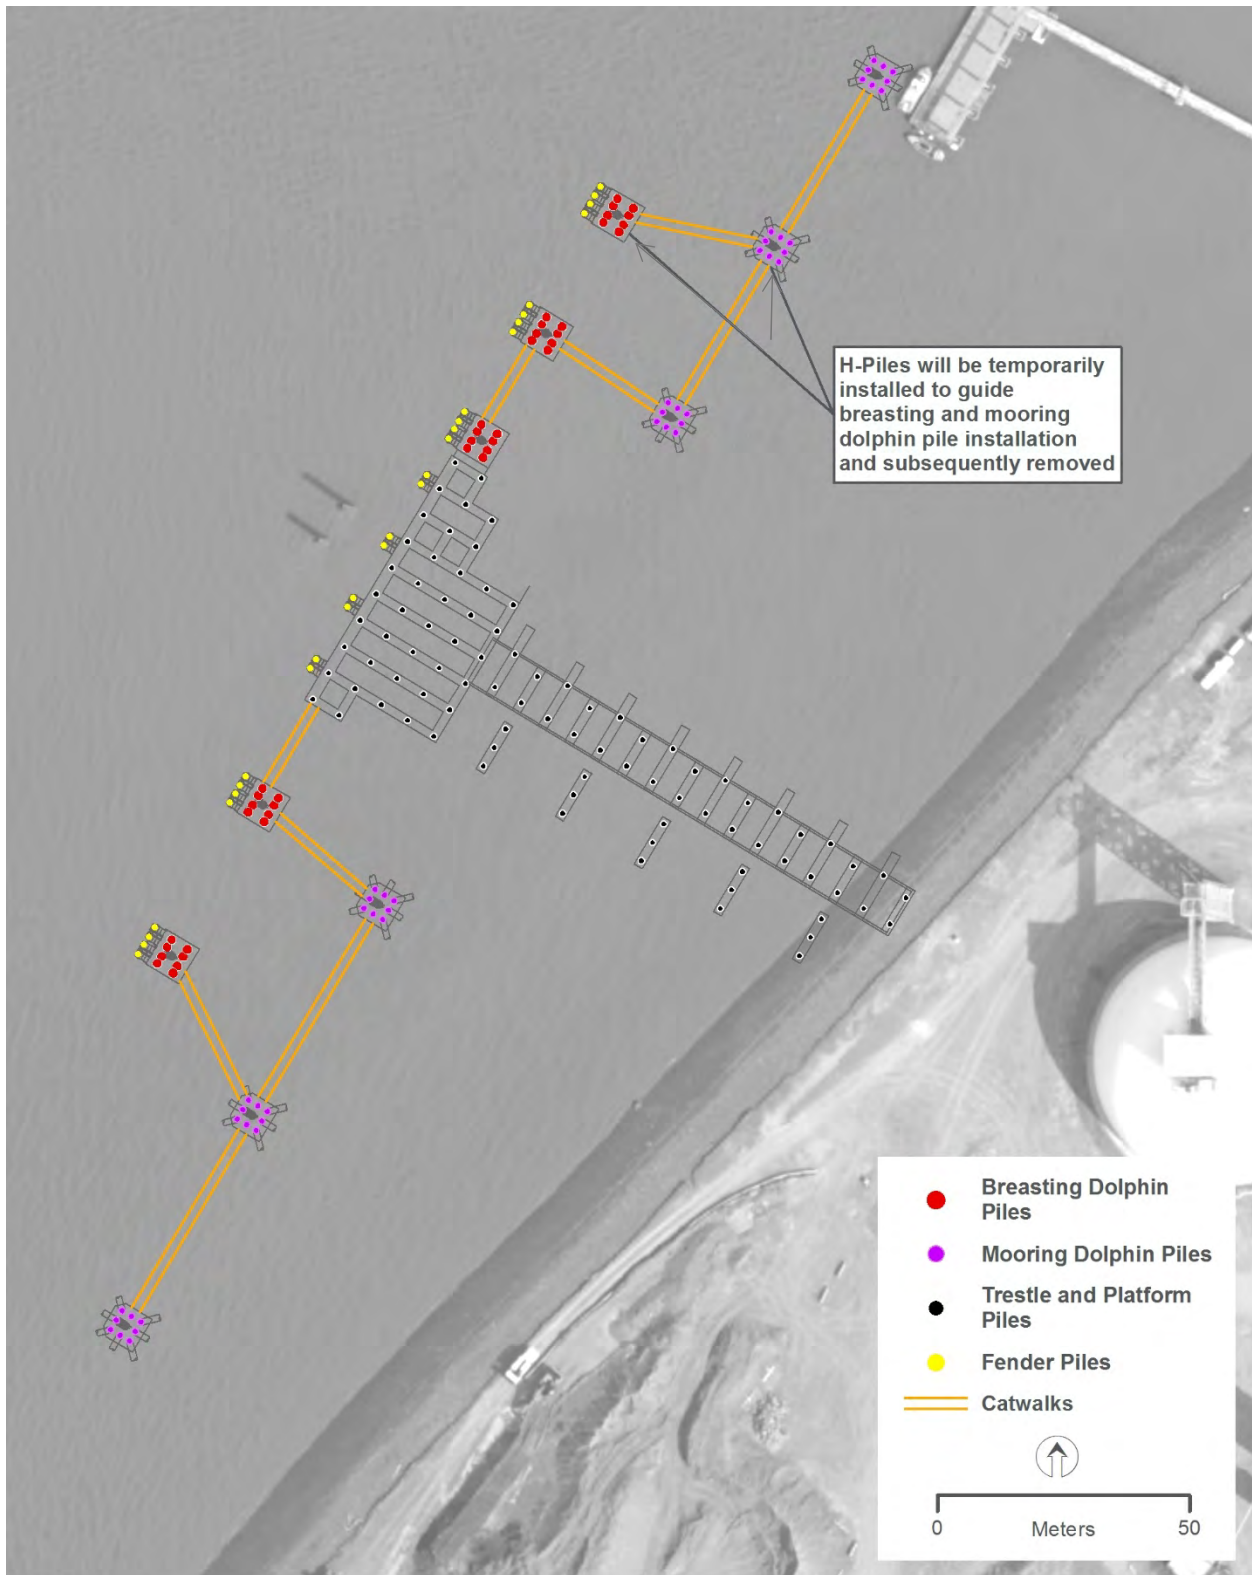 H-Piles will be temporarily
installed to guide
breasting and mooring
dolphin pile installation
and subsequently removed
Breasting Dolphin
Piles
Mooring Dolphin Piles
Trestle and Platform
Piles
Fender Piles
Catwalks
0
Meters
50